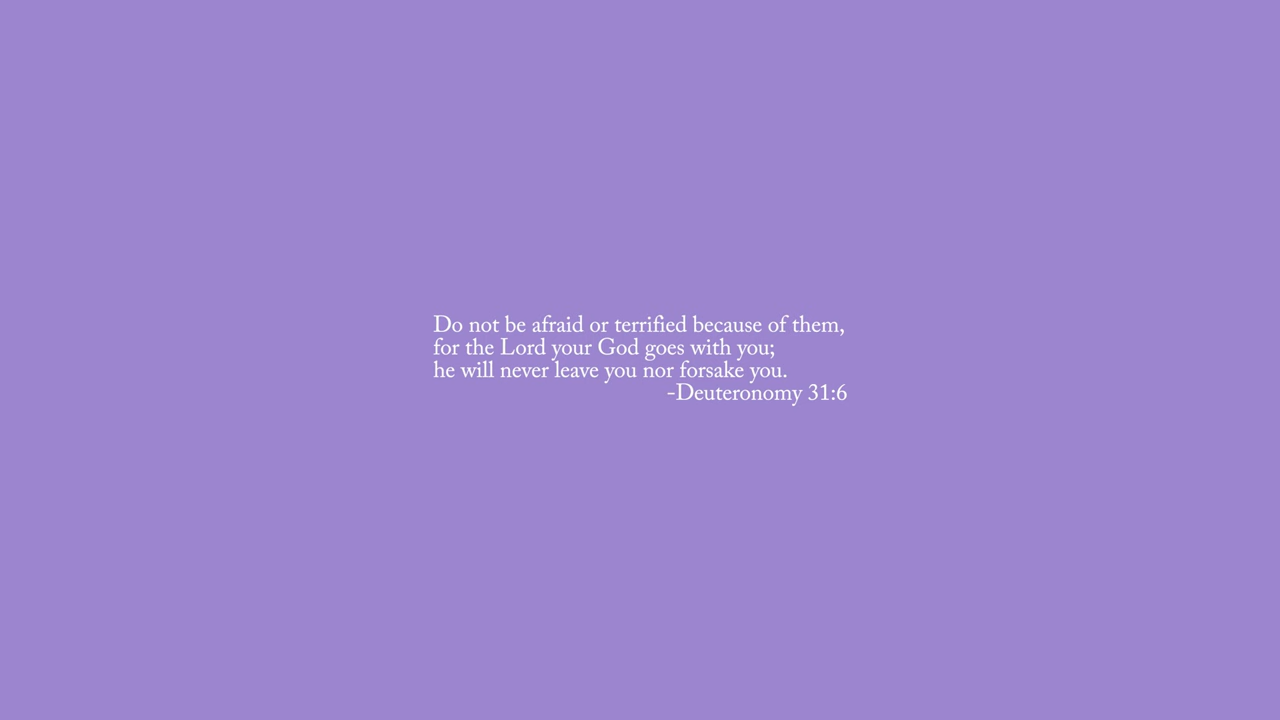 Do not be afraid or terrified because of them,
for the Lord your God goes with you;
he will never leave you nor forsake you.
-Deuteronomy 31:6